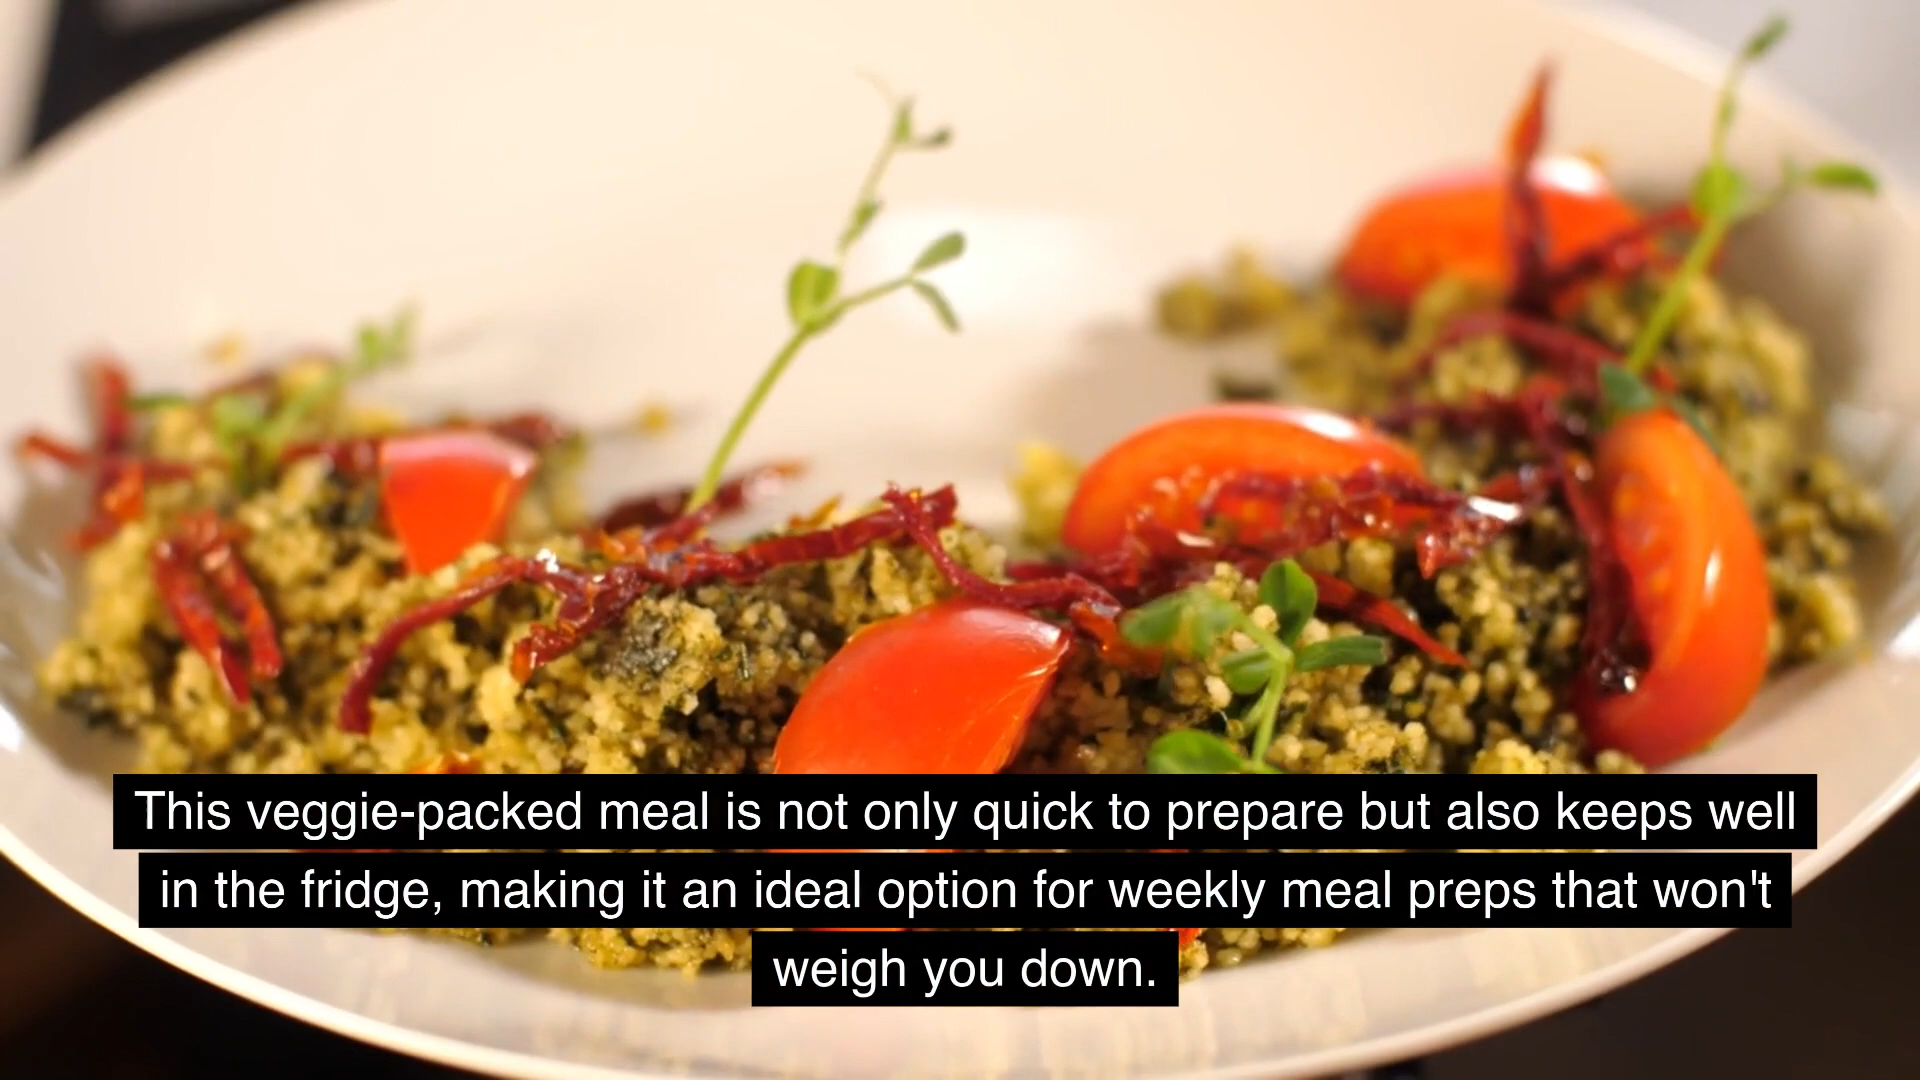 This veggie-packed meal is not only quick to prepare but also keeps well
in the fridge, making it an ideal option for weekly meal preps that won't
weigh you down.